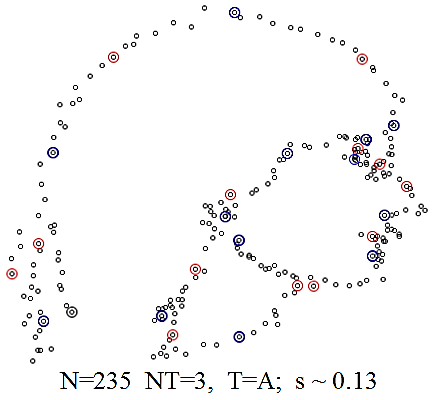 N=235 NT=3, T=A; s ~ 0.13